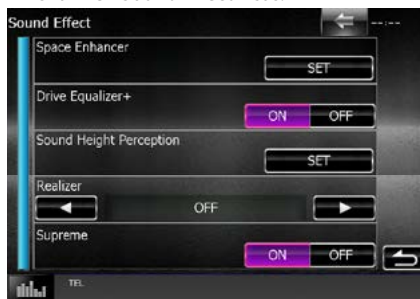 Sound Effect --:--
Space Enhancer
SET
Drive Equalizer+
ON OFF
Sound Height Perception
SET
Realizer
OFF
Supreme
ON OFF
TEL